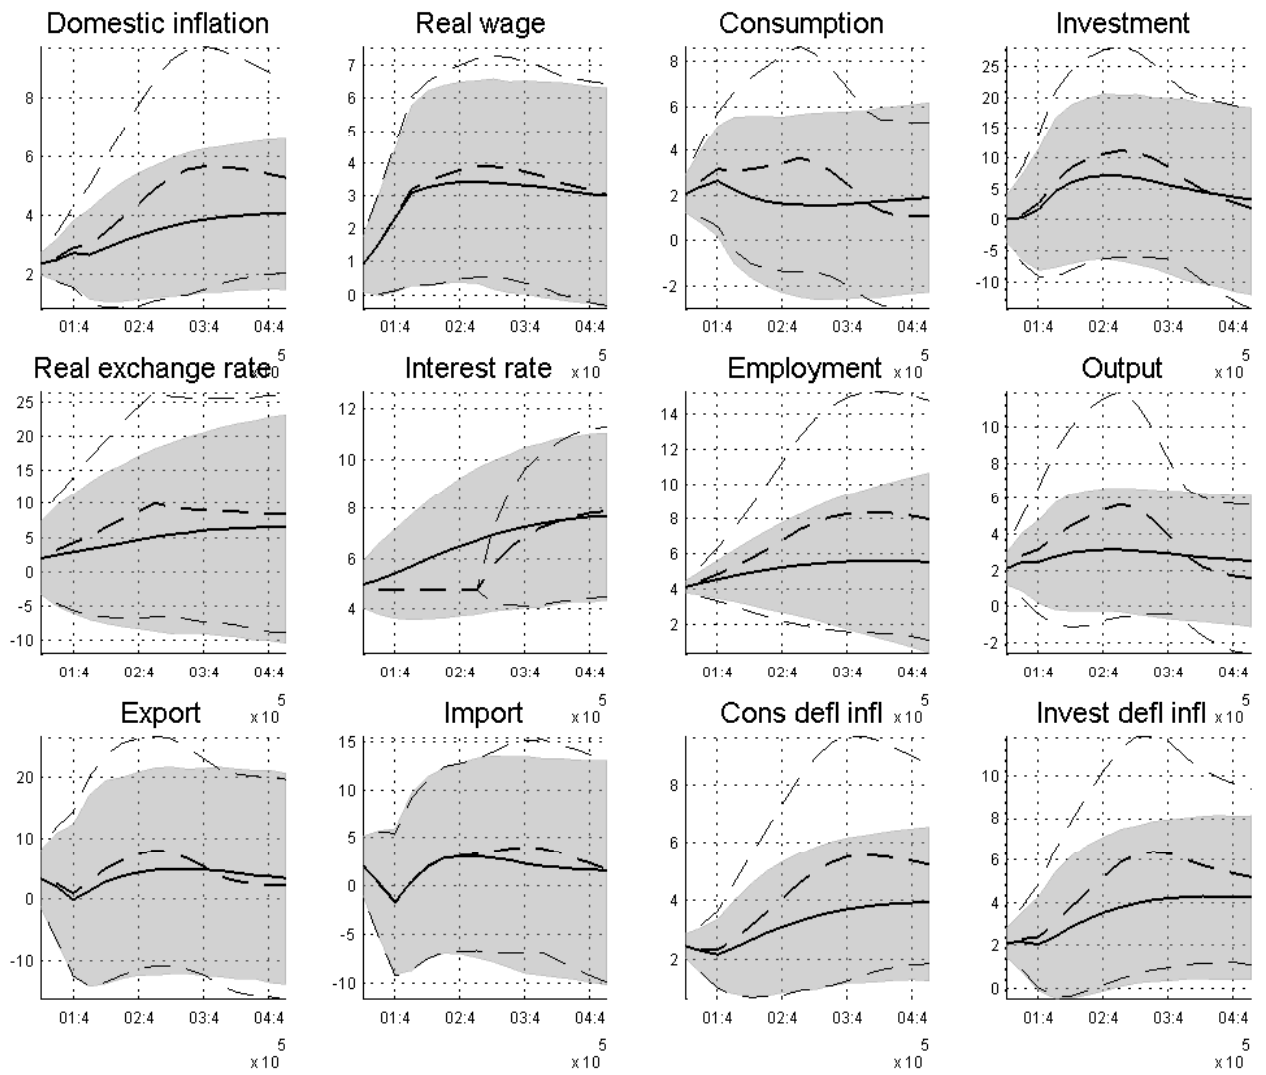 Domestic inflation
8
6
4
2
01:4 02:4 03:4 04:4
x 10 5
Real wage
7
6
5
4
3
2
1
0
01:4 02:4 03:4 04:4
x 10 5
Consumption
8
6
4
2
0
-2
01:4 02:4 03:4 04:4
x 10 5
Investment
25
20
15
10
5
0
-5
-10
01:4 02:4 03:4 04:4
x 10 5
Real exchange rate
25
20
15
10
5
0
-5
-10
01:4 02:4 03:4 04:4
x 10 5
Interest rate
12
10
8
6
4
01:4 02:4 03:4 04:4
x 10 5
Employment
14
12
10
8
6
4
2
01:4 02:4 03:4 04:4
x 10 5
Output
10
8
6
4
2
0
-2
01:4 02:4 03:4 04:4
x 10 5
Export
20
10
0
-10
01:4 02:4 03:4 04:4
x 10 5
Import
15
10
5
0
-5
-10
01:4 02:4 03:4 04:4
x 10 5
Cons defl infl
8
6
4
2
01:4 02:4 03:4 04:4
x 10 5
Invest defl infl
10
8
6
4
2
0
01:4 02:4 03:4 04:4
x 10 5